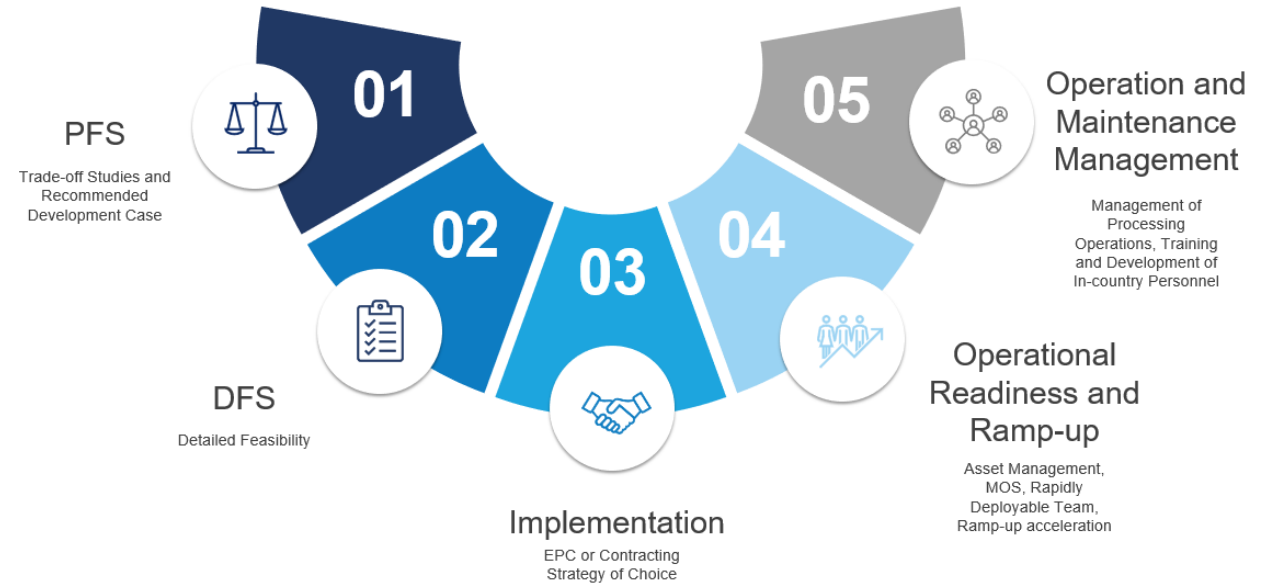 01
PFS
Trade-off Studies and
Recommended
Development Case
02
DFS
Detailed Feasibility
03
Implementation
EPC or Contracting
Strategy of Choice
04
Operational
Readiness and
Ramp-up
Asset Management,
MOS, Rapidly
Deployable Team,
Ramp-up acceleration
05
Operation and
Maintenance
Management
Management of
Processing
Operations, Training
and Development of
In-country Personnel